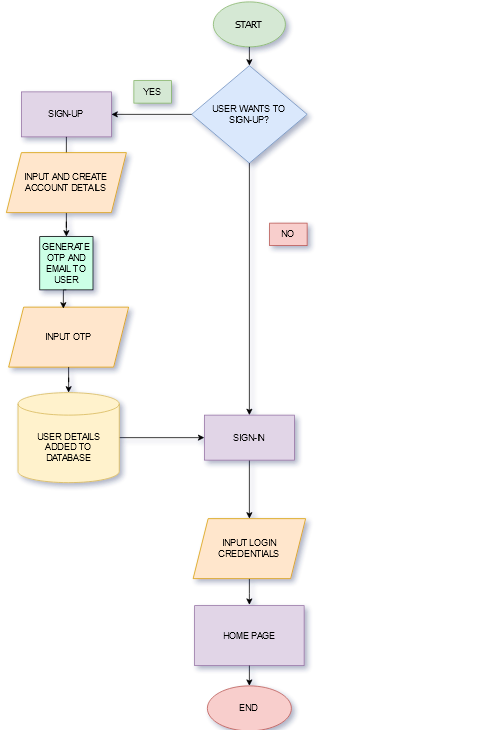 START
YES
USER WANTS TO
SIGN-UP?
SIGN-UP
INPUT AND CREATE
ACCOUNT DETAILS
NO
GENERATE
OTP AND
EMAIL TO
USER
INPUT OTP
USER DETAILS
ADDED TO
DATABASE
SIGN-IN
INPUT LOGIN
CREDENTIALS
HOME PAGE
END